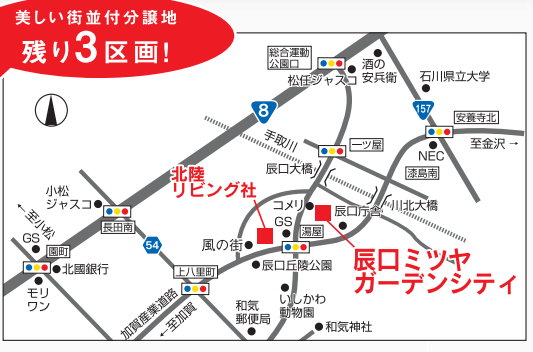 美しい街並付分譲地
残り3区画!
総合運動
公園口
酒の
安兵衛
松任ジャスコ
石川県立大学
8
157
安養寺北
手取川
一ツ屋
NEC
至金沢→
辰口大橋
漆島南
北陸
リビング社
小松
ジャスコ
コメリ
辰口庁舎
川北大橋
長田南
←至小松
GS
GS
湯屋
園町
54
風の街
辰口ミツヤ
ガーデンシティ
北國銀行
上八里町
辰口丘陵公園
モリ
ワン
加賀産業道路
←至加賀
いしかわ
動物園
和気
郵便局
和気神社